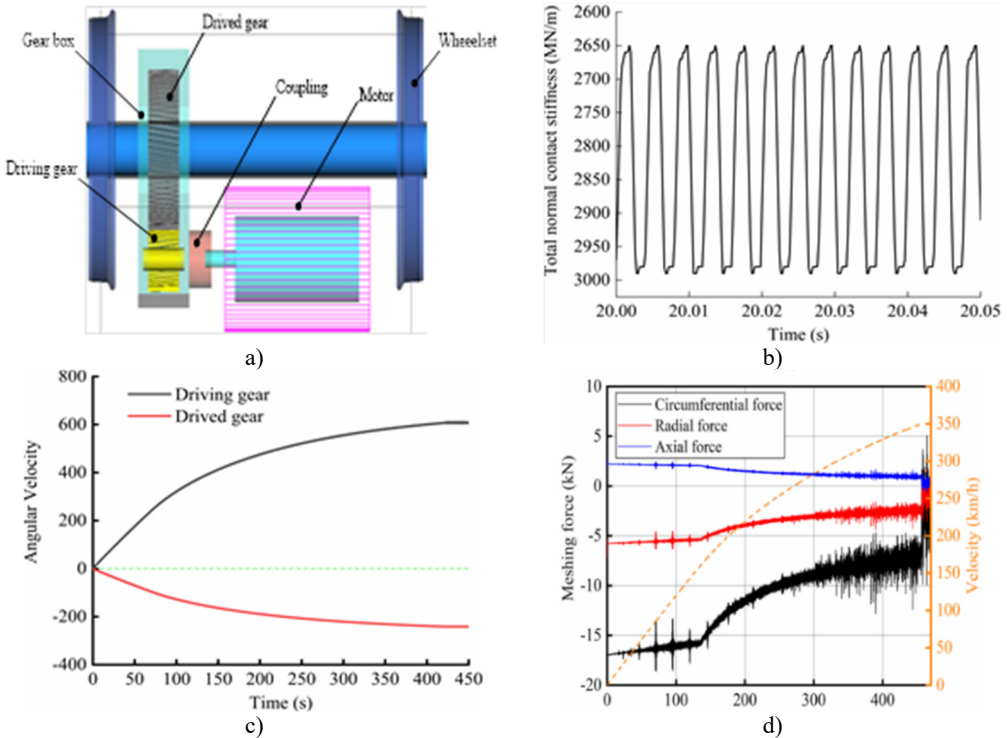 Drived gear
Gear box
Wheeelset
Coupling
Motor
Driving gear
a)
Total normal contact stiffness (MN/m)
2650
2700
2750
2800
2850
2900
2950
3000
20.00 20.01 20.02 20.03 20.04 20.05
Time (s)
b)
Angular Velocity
800
600
400
200
0
-200
-400
Driving gear
Drived gear
0 50 100 150 200 250 300 350 400 450
Time (s)
c)
Meshing force (kN)
10
5
0
-5
-10
-15
-20
Circumferential force
Radial force
Axial force
400
350
300
250
200
150
100
50
0
Velocity (km/h)
0 100 200 300 400
d)